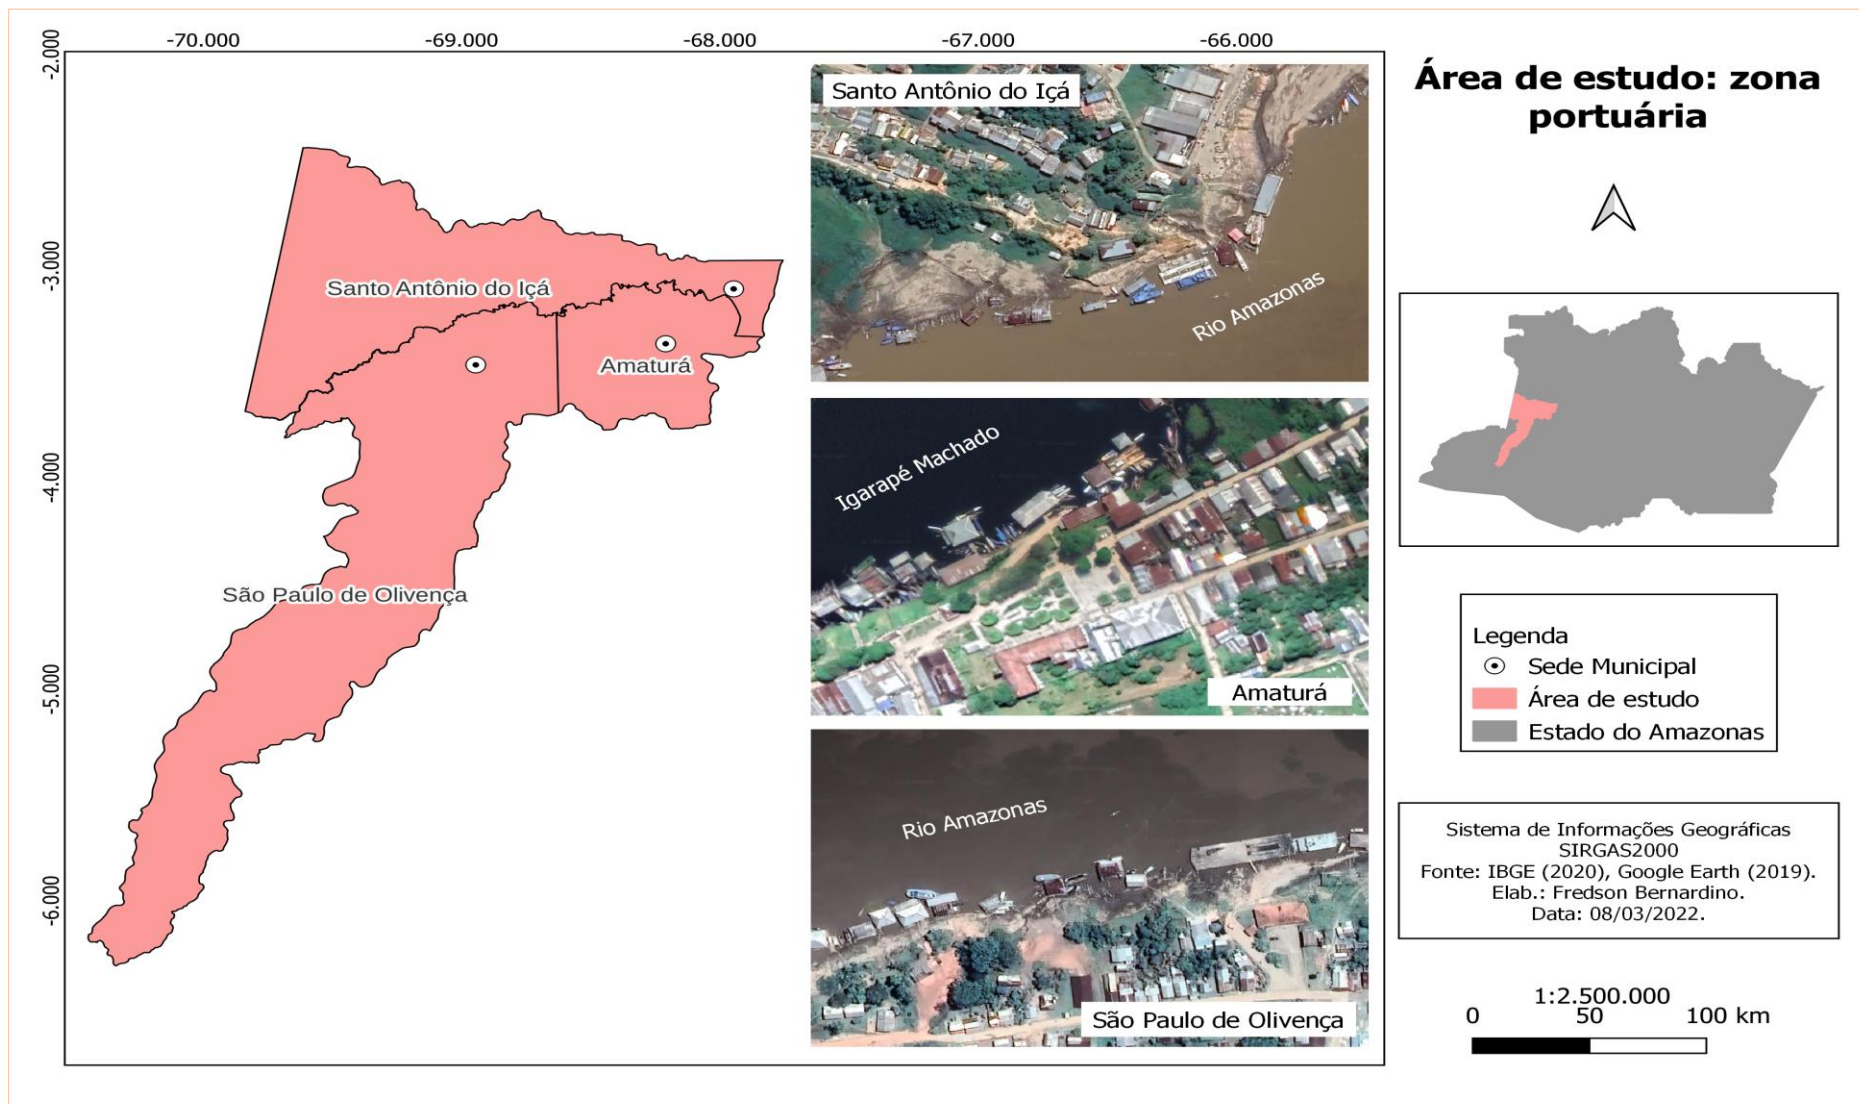 -70.000
-69.000
-68.000
-67.000
-66.000
-2.000
-3.000
-4.000
-5.000
-6.000
Santo Antônio do Içá
Amaturá
São Paulo de Olivença
Santo Antônio do Içá
Rio Amazonas
Igarapé Machado
Amaturá
Rio Amazonas
São Paulo de Olivença
Área de estudo: zona
portuária
Legenda
Sede Municipal
Área de estudo
Estado do Amazonas
Sistema de Informações Geográficas
SIRGAS2000
Fonte: IBGE (2020), Google Earth (2019).
Elab.: Fredson Bernardino.
Data: 08/03/2022.
1:2.500.000
0 50 100 km